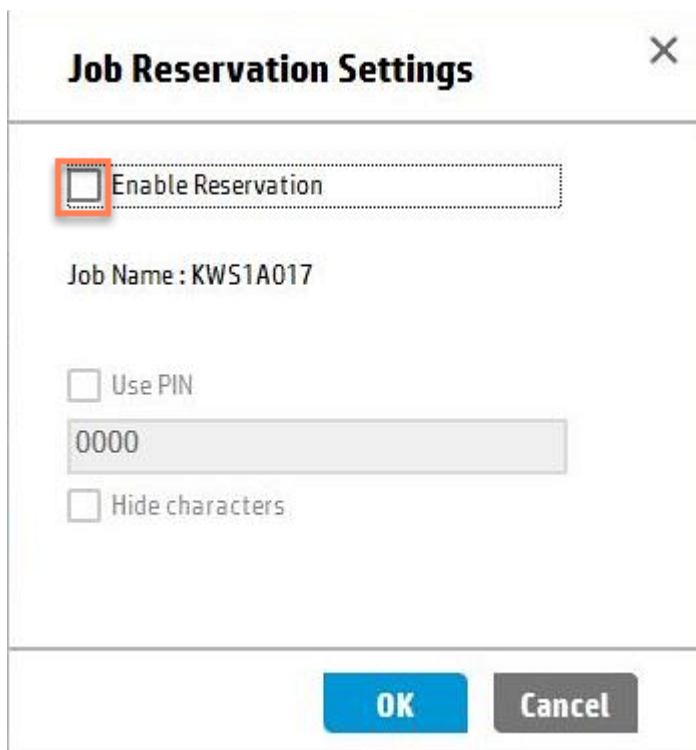 Job Reservation Settings
Enable Reservation
Job Name : KWS1A017
Use PIN
0000
Hide characters
OK
Cancel